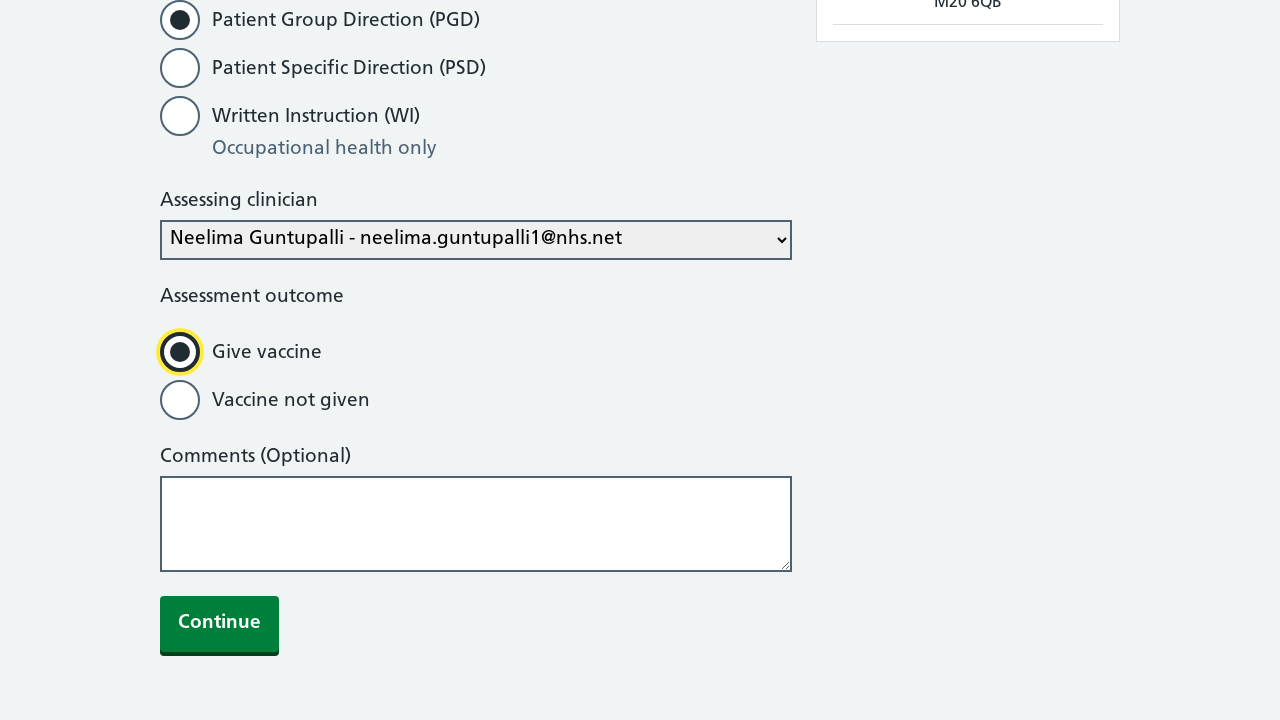 Patient Group Direction (PGD)
M20 6QB
Patient Specific Direction (PSD)
Written Instruction (WI)
Occupational health only
Assessing clinician
Neelima Guntupalli - neelima.guntupalli1@nhs.net
Assessment outcome
Give vaccine
Vaccine not given
Comments (Optional)
Continue